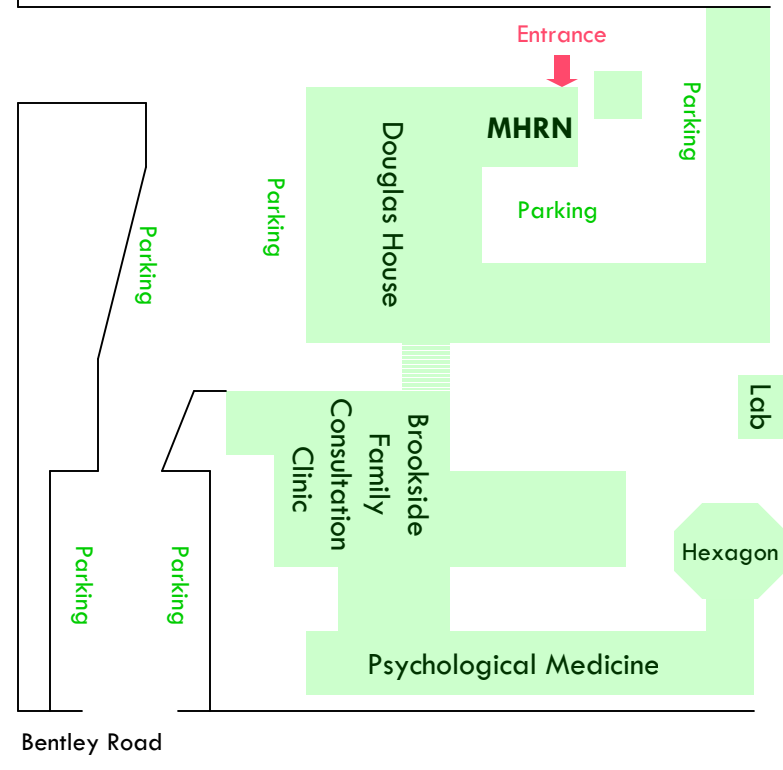 Entrance
MHRN
Parking
Douglas House
Parking
Parking
Parking
Lab
Brookside
Family
Consultation
Clinic
Hexagon
Parking
Parking
Psychological Medicine
Bentley Road